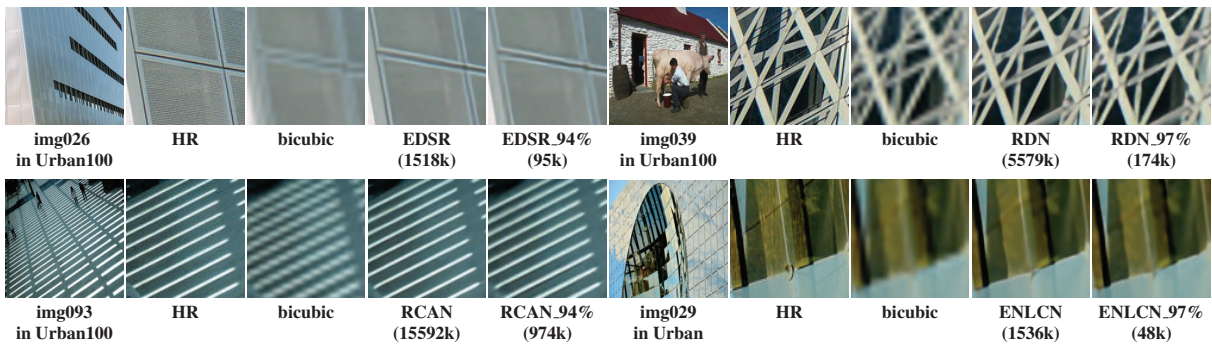 img026 HR bicubic EDSR EDSR_94% img039 HR bicubic RDN RDN_97%
in Urban100 (1518k) (95k) in Urban100 (5579k) (174k)
img093 HR bicubic RCAN RCAN_94% img029 HR bicubic ENLCN ENLCN_97%
in Urban100 (15592k) (974k) in Urban (1536k) (48k)